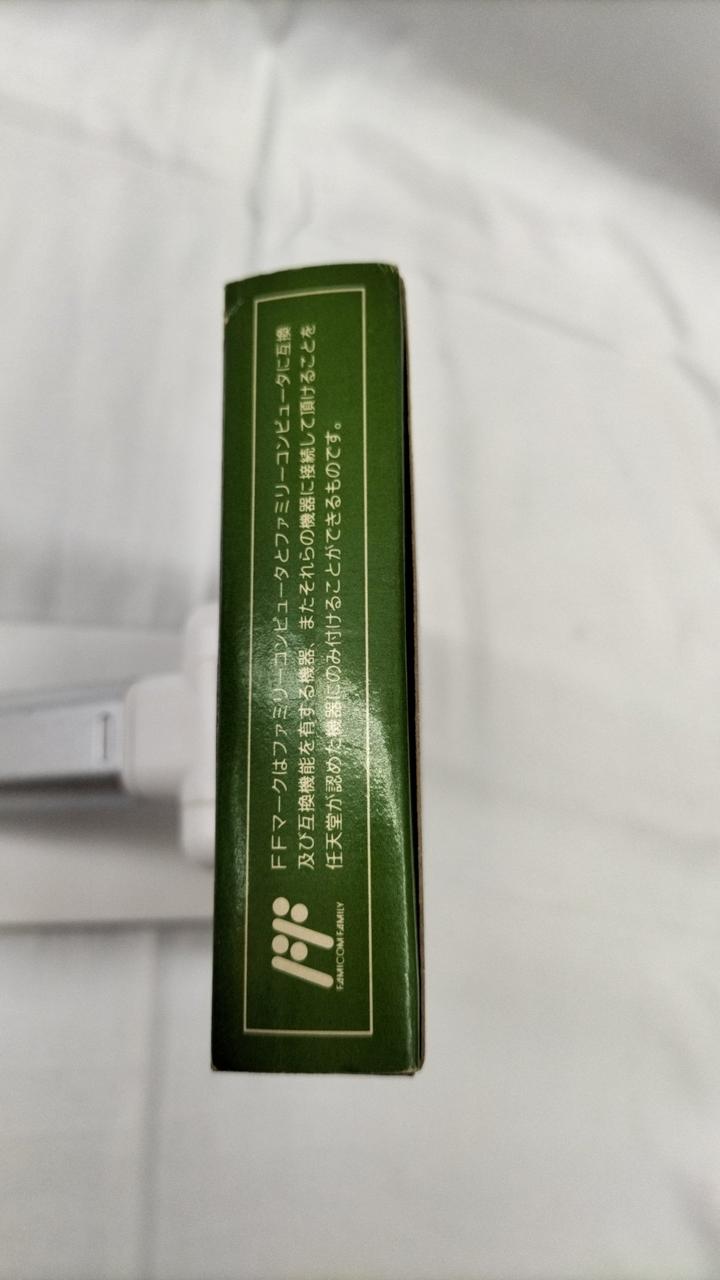 FFマークはファミリーコンピュータとファミリーコンピュータに互換
及び互換機能を有する機器、またそれらの機器に接続して頂けることを
任天堂が認めた機器にのみ付けることができるものです。
FF
FAMICOM FAMILY